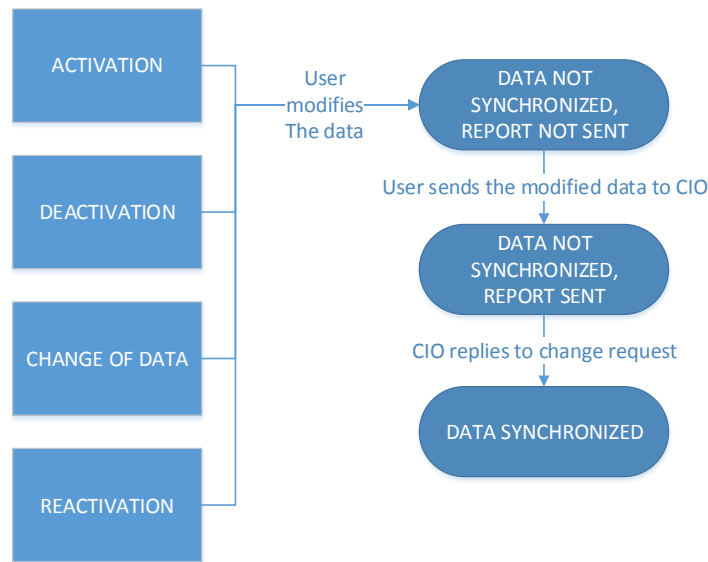 ACTIVATION
DEACTIVATION
CHANGE OF DATA
REACTIVATION
User
modifies
The data
DATA NOT
SYNCHRONIZED,
REPORT NOT SENT
User sends the modified data to CIO
DATA NOT
SYNCHRONIZED,
REPORT SENT
CIO replies to change request
DATA SYNCHRONIZED